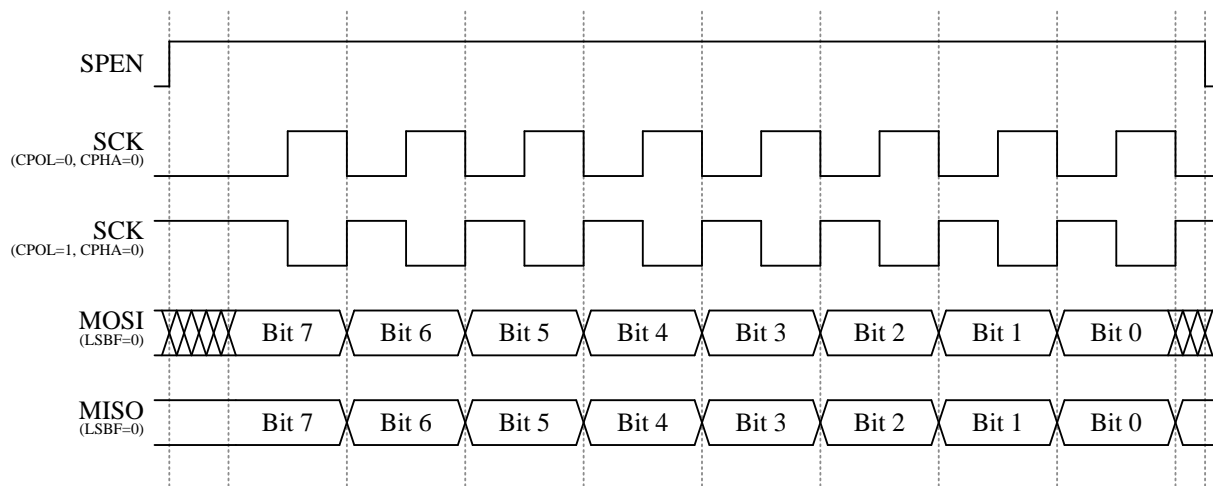 SPEN
SCK
(CPOL=0, CPHA=0)
SCK
(CPOL=1, CPHA=0)
MOSI
(LSBF=0)
Bit 7 Bit 6 Bit 5 Bit 4 Bit 3 Bit 2 Bit 1 Bit 0
MISO
(LSBF=0)
Bit 7 Bit 6 Bit 5 Bit 4 Bit 3 Bit 2 Bit 1 Bit 0